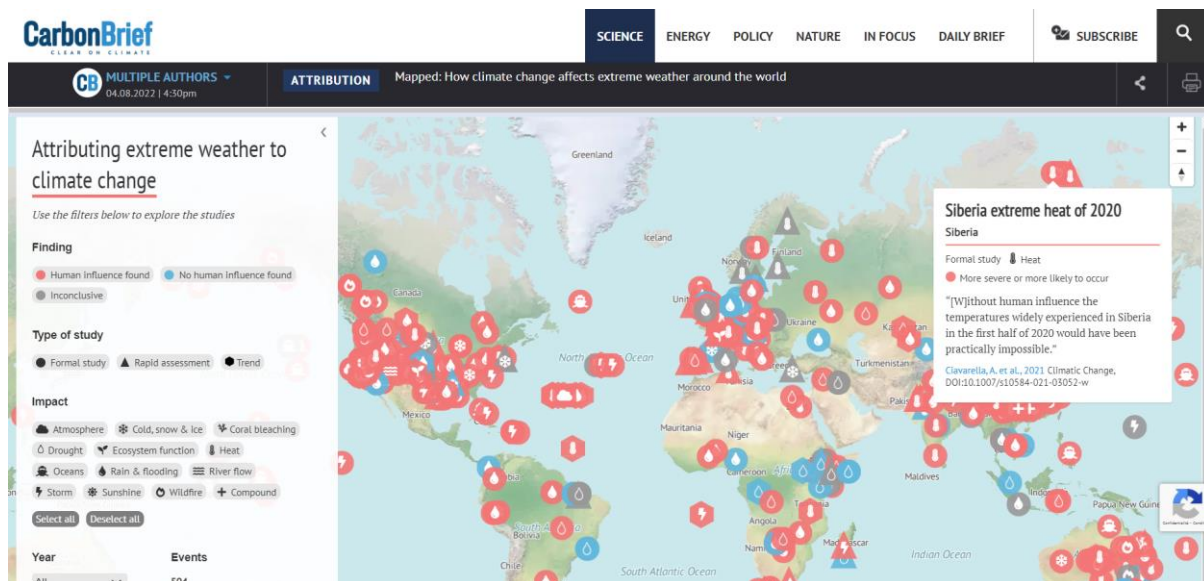 CarbonBrief
CLEAR ON CLIMATE
SCIENCE ENERGY POLICY NATURE IN FOCUS DAILY BRIEF SUBSCRIBE
CB MULTIPLE AUTHORS
04.08.2022 | 4:30pm
ATTRIBUTION Mapped: How climate change affects extreme weather around the world
Attributing extreme weather to
climate change
Use the filters below to explore the studies
Finding
Human influence found No human influence found
Inconclusive
Type of study
Formal study Rapid assessment Trend
Impact
Atmosphere Cold, snow & ice Coral bleaching
Drought Ecosystem function Heat
Oceans Rain & flooding River flow
Storm Sunshine Wildfire Compound
Select all Deselect all
Year Events
Greenland
Iceland
Finland
Canada
Ukraine
North Ocean
Turkmenistan
Morocco
Mexico
Mauritania
Niger
Cameroon
Maldives
Papua New Guine
Angola
Bolivia
Chile
South Atlantic Ocean
Indian Ocean
+
−
Siberia extreme heat of 2020
Siberia
Formal study Heat
More severe or more likely to occur
“[W]ithout human influence the
temperatures widely experienced in Siberia
in the first half of 2020 would have been
practically impossible.“
Ciavarella, A. et al., 2021 Climatic Change,
DOI:10.1007/s10584-021-03052-w